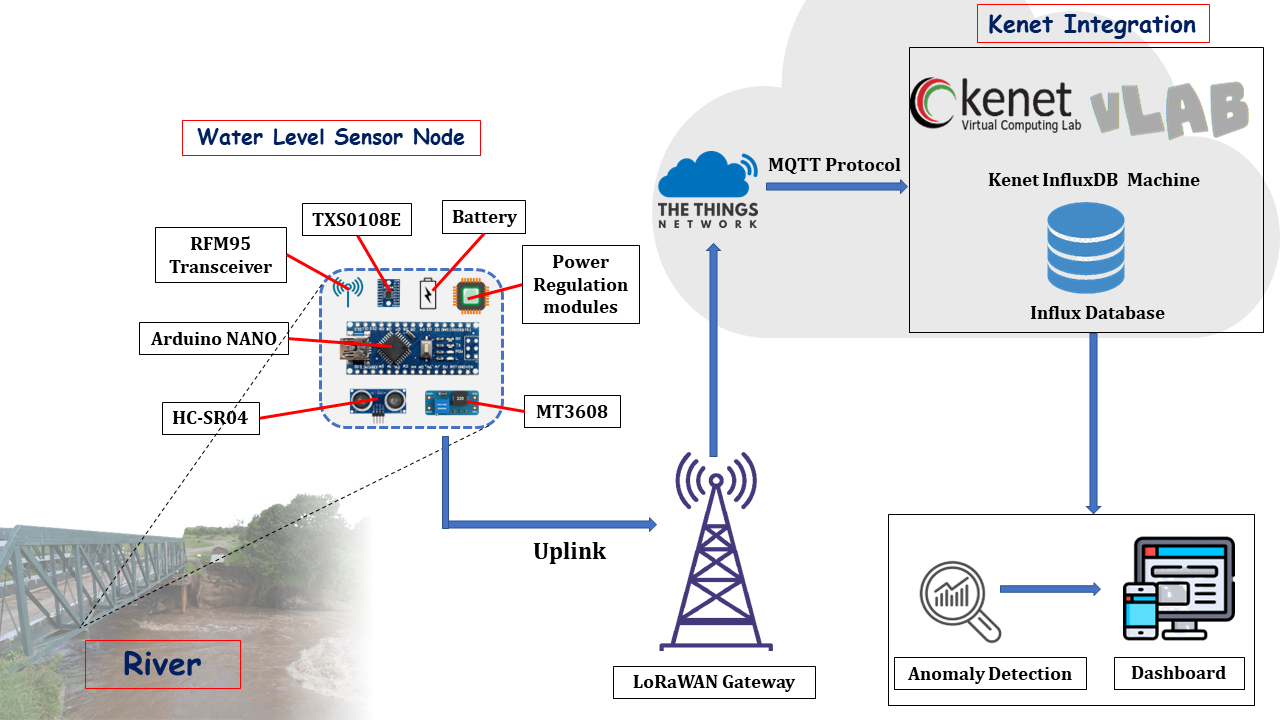 Kenet Integration
kenet
Virtual Computing Lab
vLAB
Water Level Sensor Node
MQTT Protocol
THE THINGS
NETWORK
Kenet InfluxDB Machine
Influx Database
TXS0108E
Battery
RFM95
Transceiver
Power
Regulation
modules
Arduino NANO
HC-SR04
MT3608
Uplink
River
LoRaWAN Gateway
Anomaly Detection
Dashboard